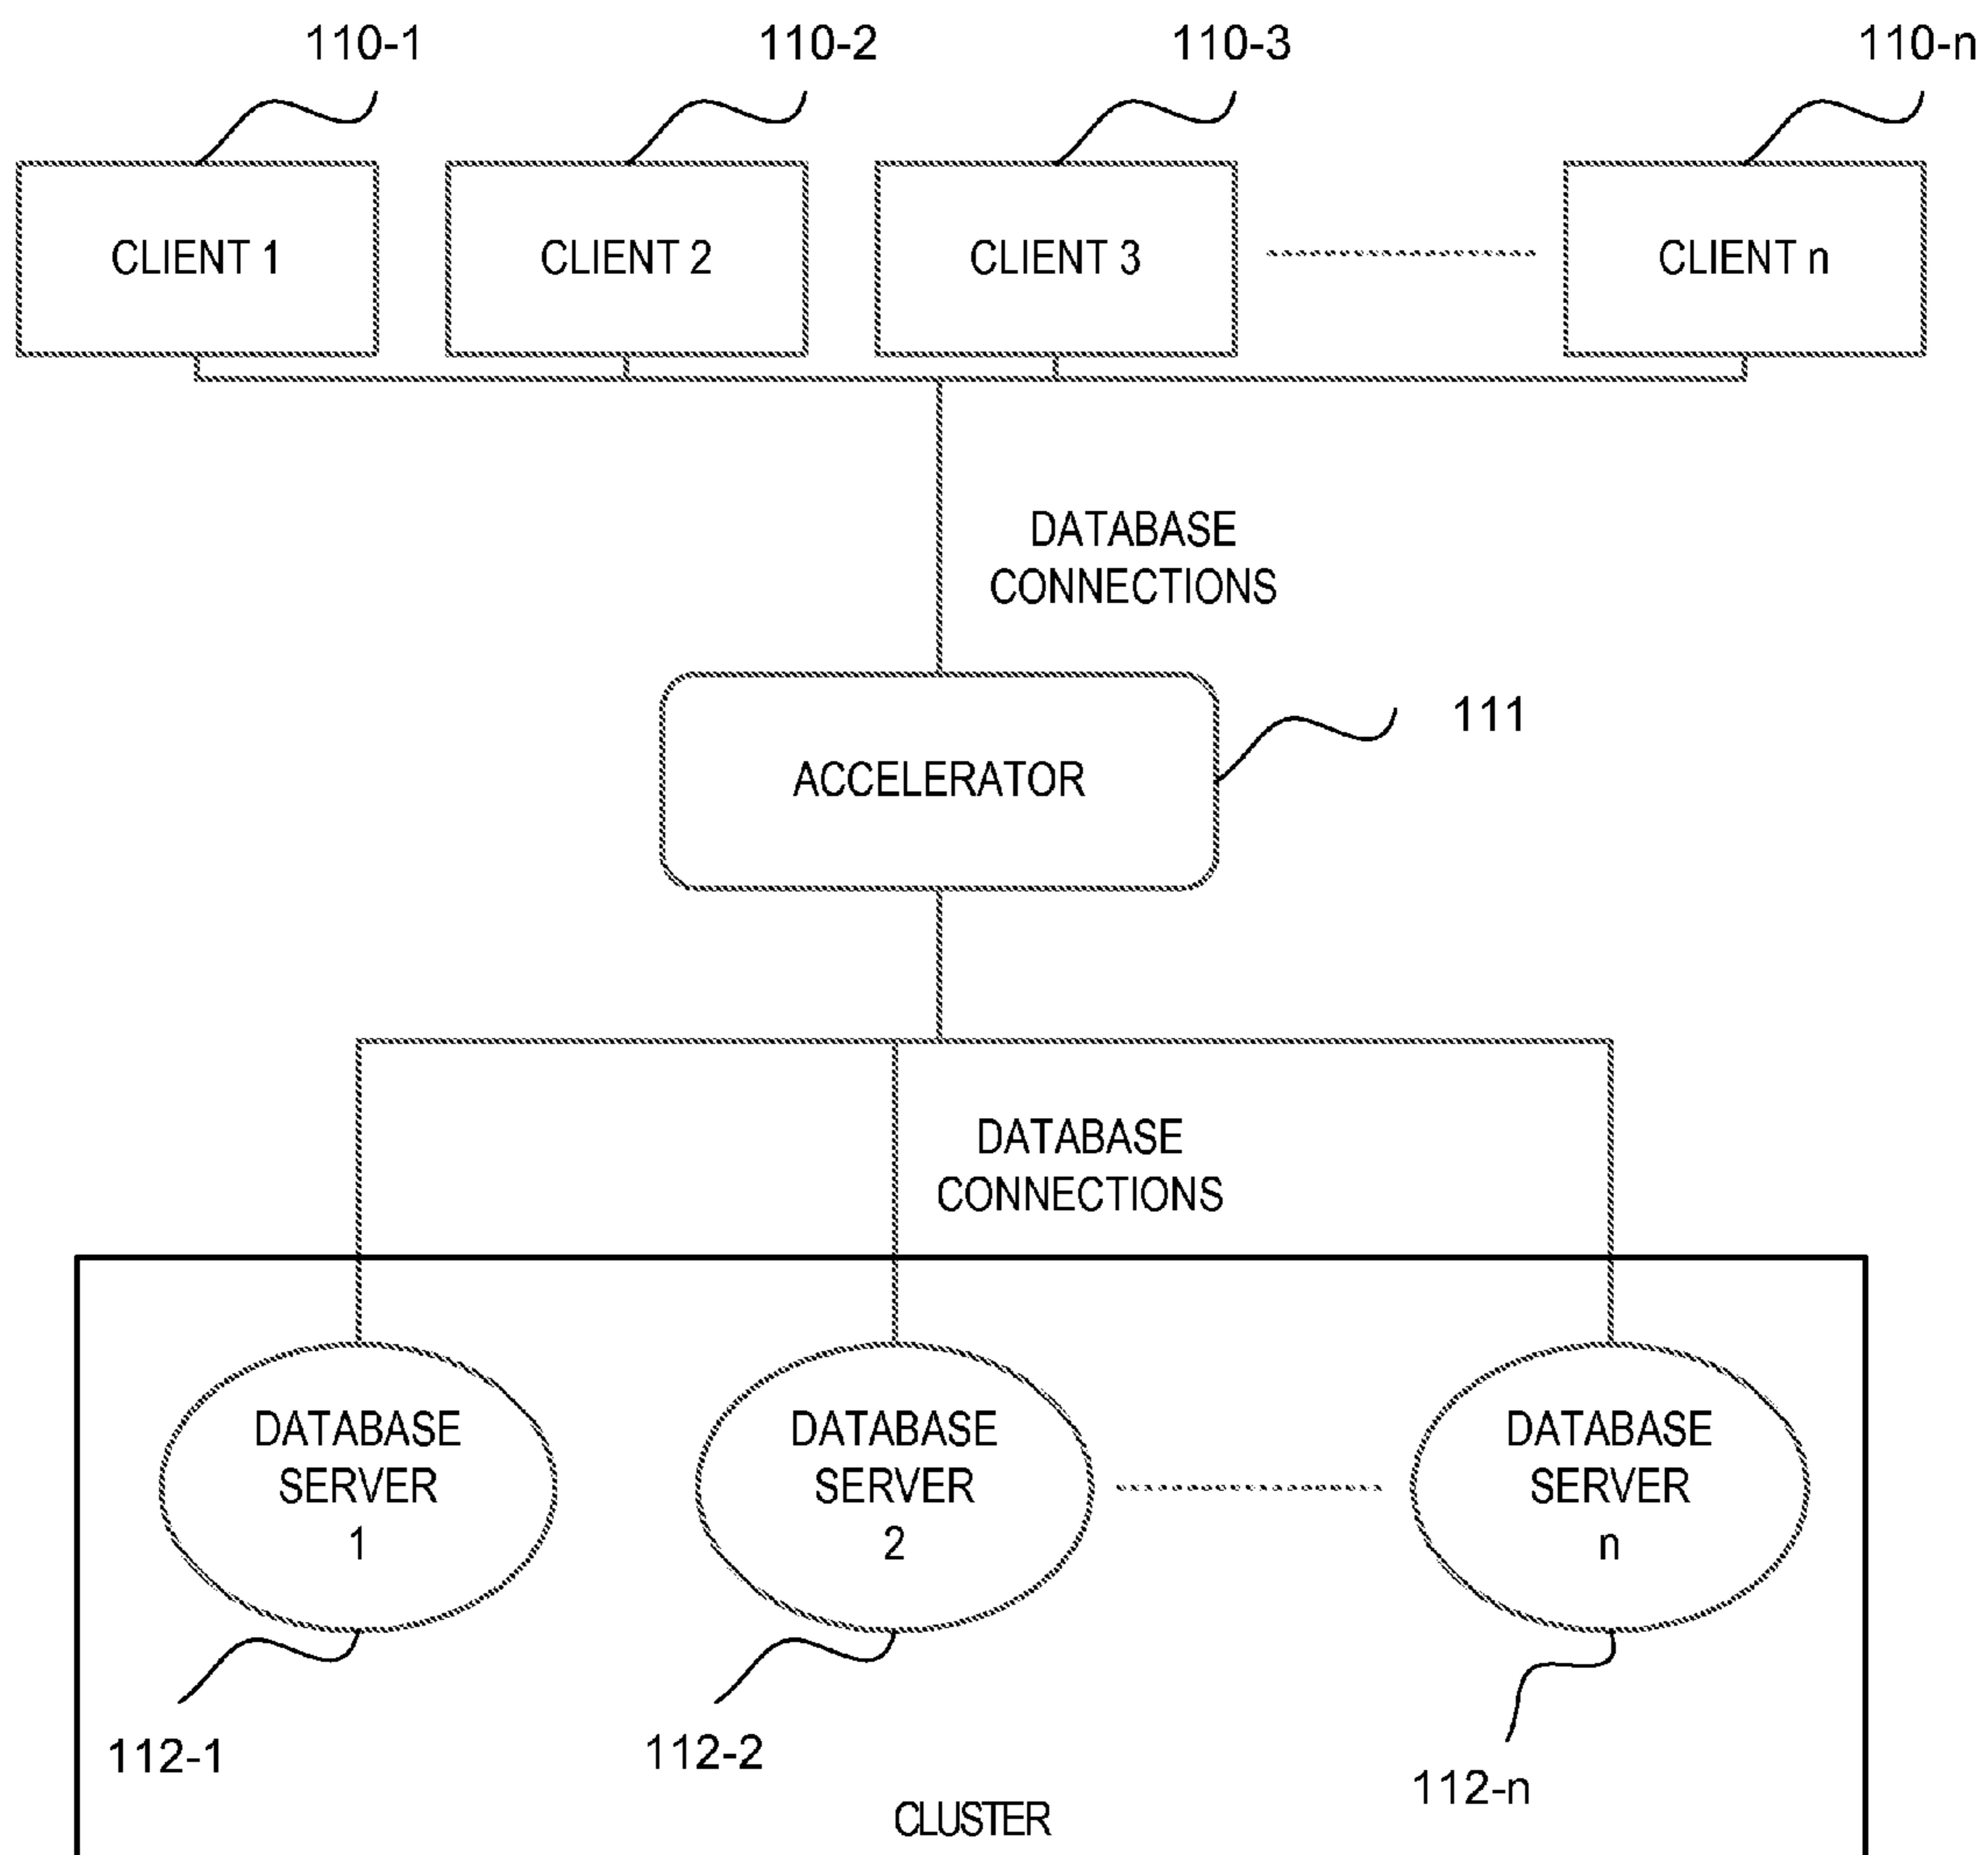 110-1
110-2
110-3
110-n
CLIENT 1
CLIENT 2
CLIENT 3
CLIENT n
DATABASE
CONNECTIONS
111
ACCELERATOR
DATABASE
CONNECTIONS
DATABASE
SERVER
1
DATABASE
SERVER
2
DATABASE
SERVER
n
112-1
112-2
112-n
CLUSTER